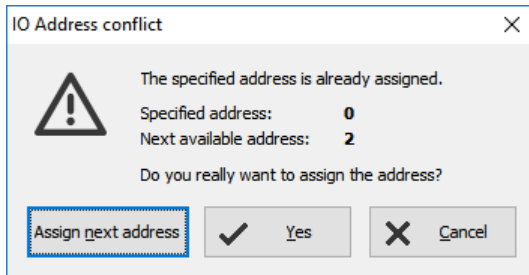 IO Address conflict
The specified address is already assigned.
Specified address: 0
Next available address: 2
Do you really want to assign the address?
Assign next address Yes Cancel